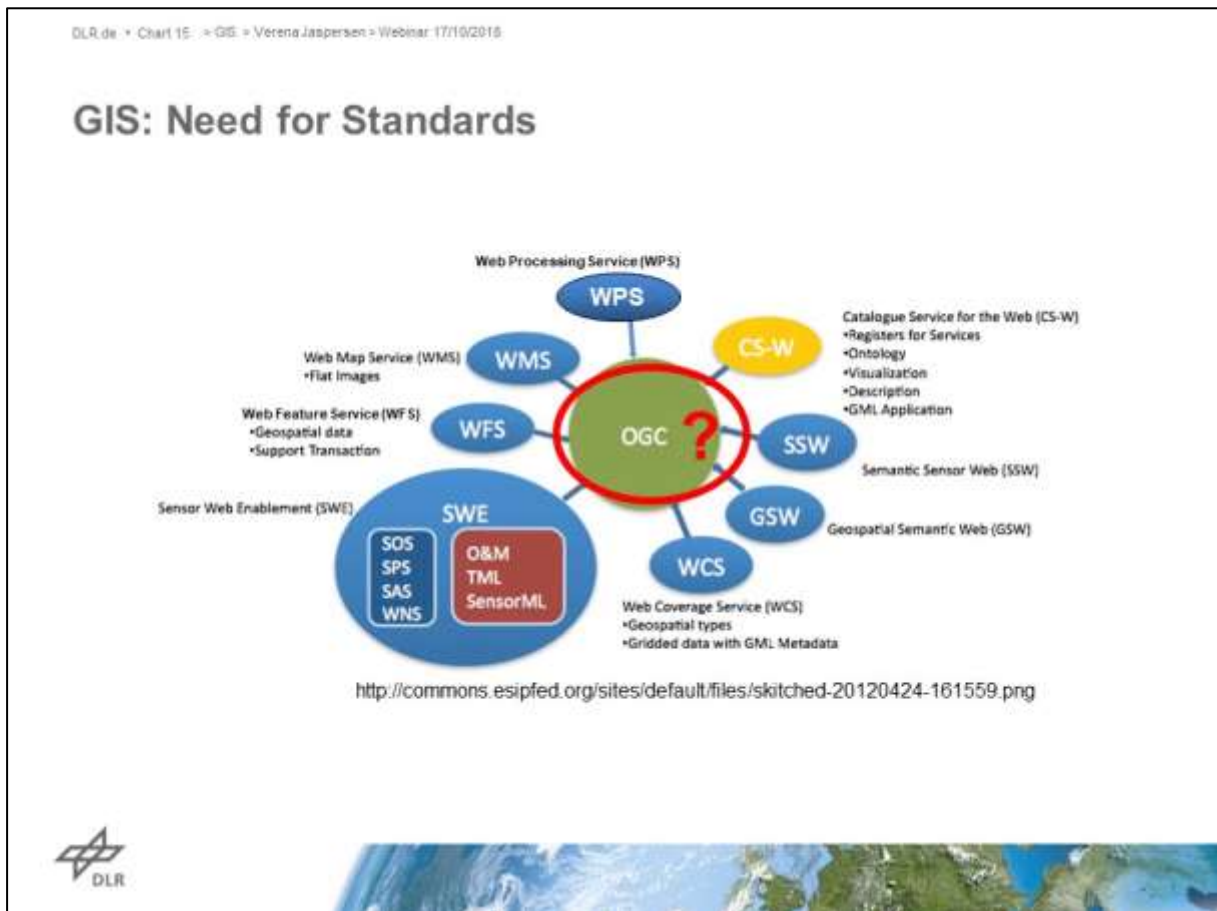 DLR.de • Chart 15 > GIS > Verena Jaspersen > Webinar 17/10/2018
GIS: Need for Standards
Web Processing Service (WPS)
WPS
Web Map Service (WMS)
•Flat Images
WMS
CS-W
Catalogue Service for the Web (CS-W)
•Registers for Services
•Ontology
•Visualization
•Description
•GML Application
Web Feature Service (WFS)
•Geospatial data
•Support Transaction
WFS
OGC
?
SSW
Semantic Sensor Web (SSW)
Sensor Web Enablement (SWE)
SWE
SOS
SPS
SAS
WNS
O&M
TML
SensorML
GSW
Geospatial Semantic Web (GSW)
WCS
Web Coverage Service (WCS)
•Geospatial types
•Gridded data with GML Metadata
http://commons.esipfed.org/sites/default/files/skitched-20120424-161559.png
DLR